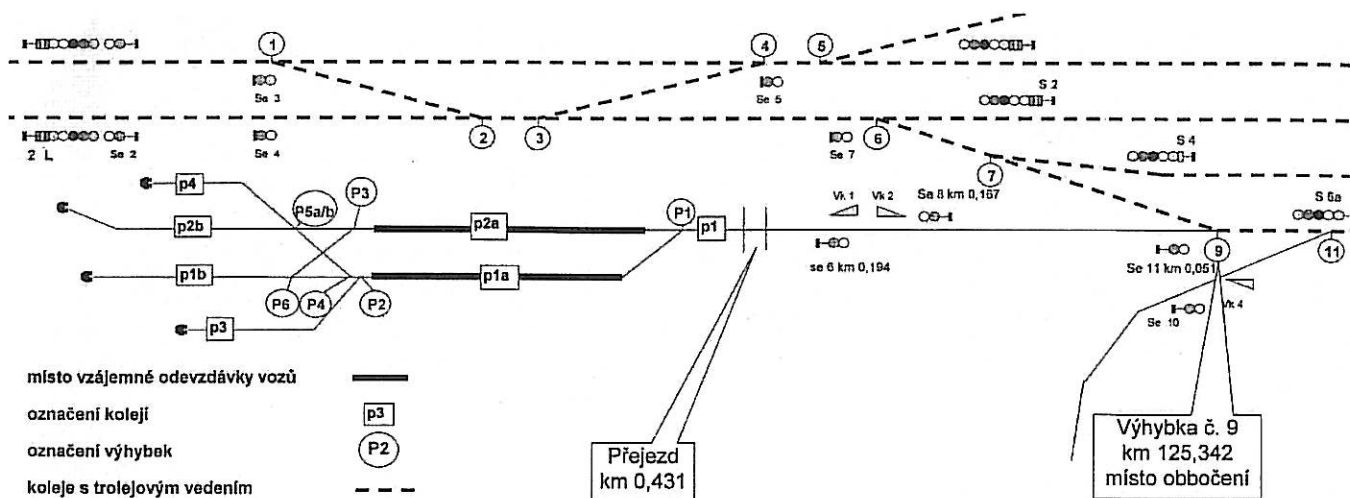 1
4
5
Se 3
Se 5
S 2
2 L
Se 2
Se 4
2
3
Se 7
6
S 4
7
p4
P3
P5a/b
p2b
p2a
P1
p1
Vk 1
Vk 2
Se 8 km 0,167
S 6a
p1b
p1a
se 6 km 0,194
Se 11 km 0,051
9
11
P6
P4
P2
Vk 4
Se 10
p3
místo vzájemné odevzdávky vozů
označení kolejí
p3
označení výhybek
P2
koleje s trolejovým vedením
Přejezd
km 0,431
Výhybka č. 9
km 125,342
místo obbočení